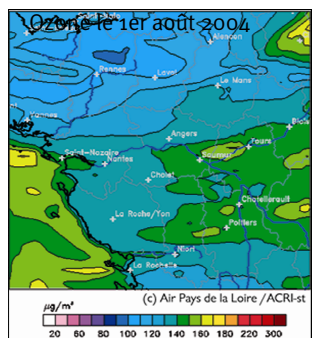 Ozone le 1er août 2004
Alencon
Rennes
Laval
Le Mans
Vannes
Blois
Angers
Tours
Saint-Nazaire
Nantes
Saumur
Cholet
Chatellerault
La Roche/Yon
Poitiers
Niort
La Rochelle
(c) Air Pays de la Loire /ACRI-st
µg/m³
20 60 80 100 120 140 160 180 220 300